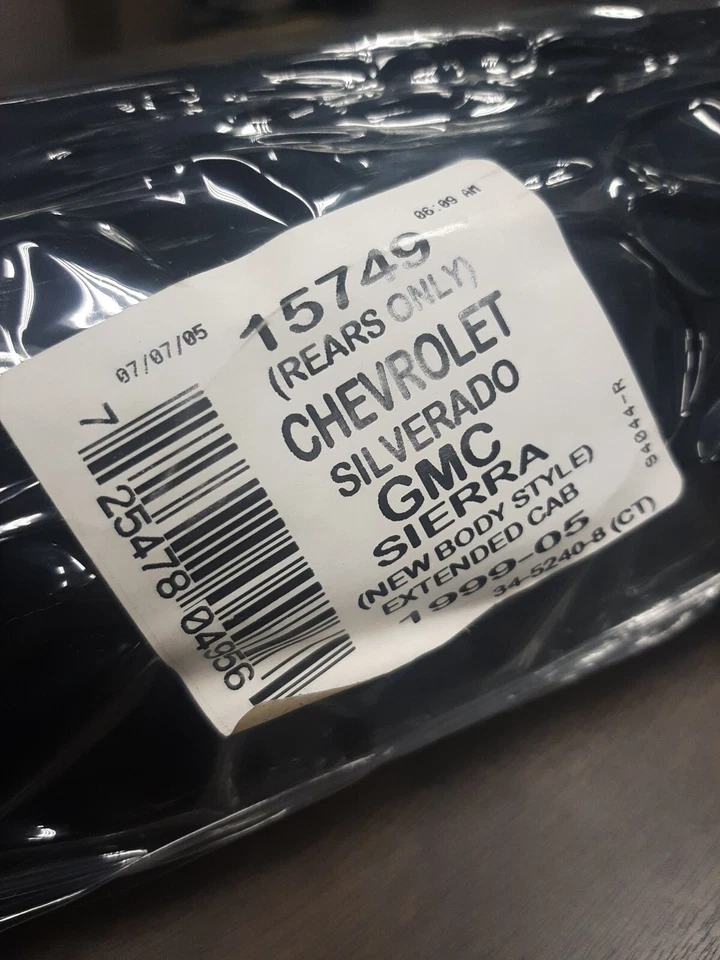 07/07/05
06:09 AM
15749
(REARS ONLY)
CHEVROLET
SILVERADO
GMC
SIERRA
(NEW BODY STYLE)
EXTENDED CAB
1999-05
34-5240-8 (CT)
S4044-R
7 25478 04956